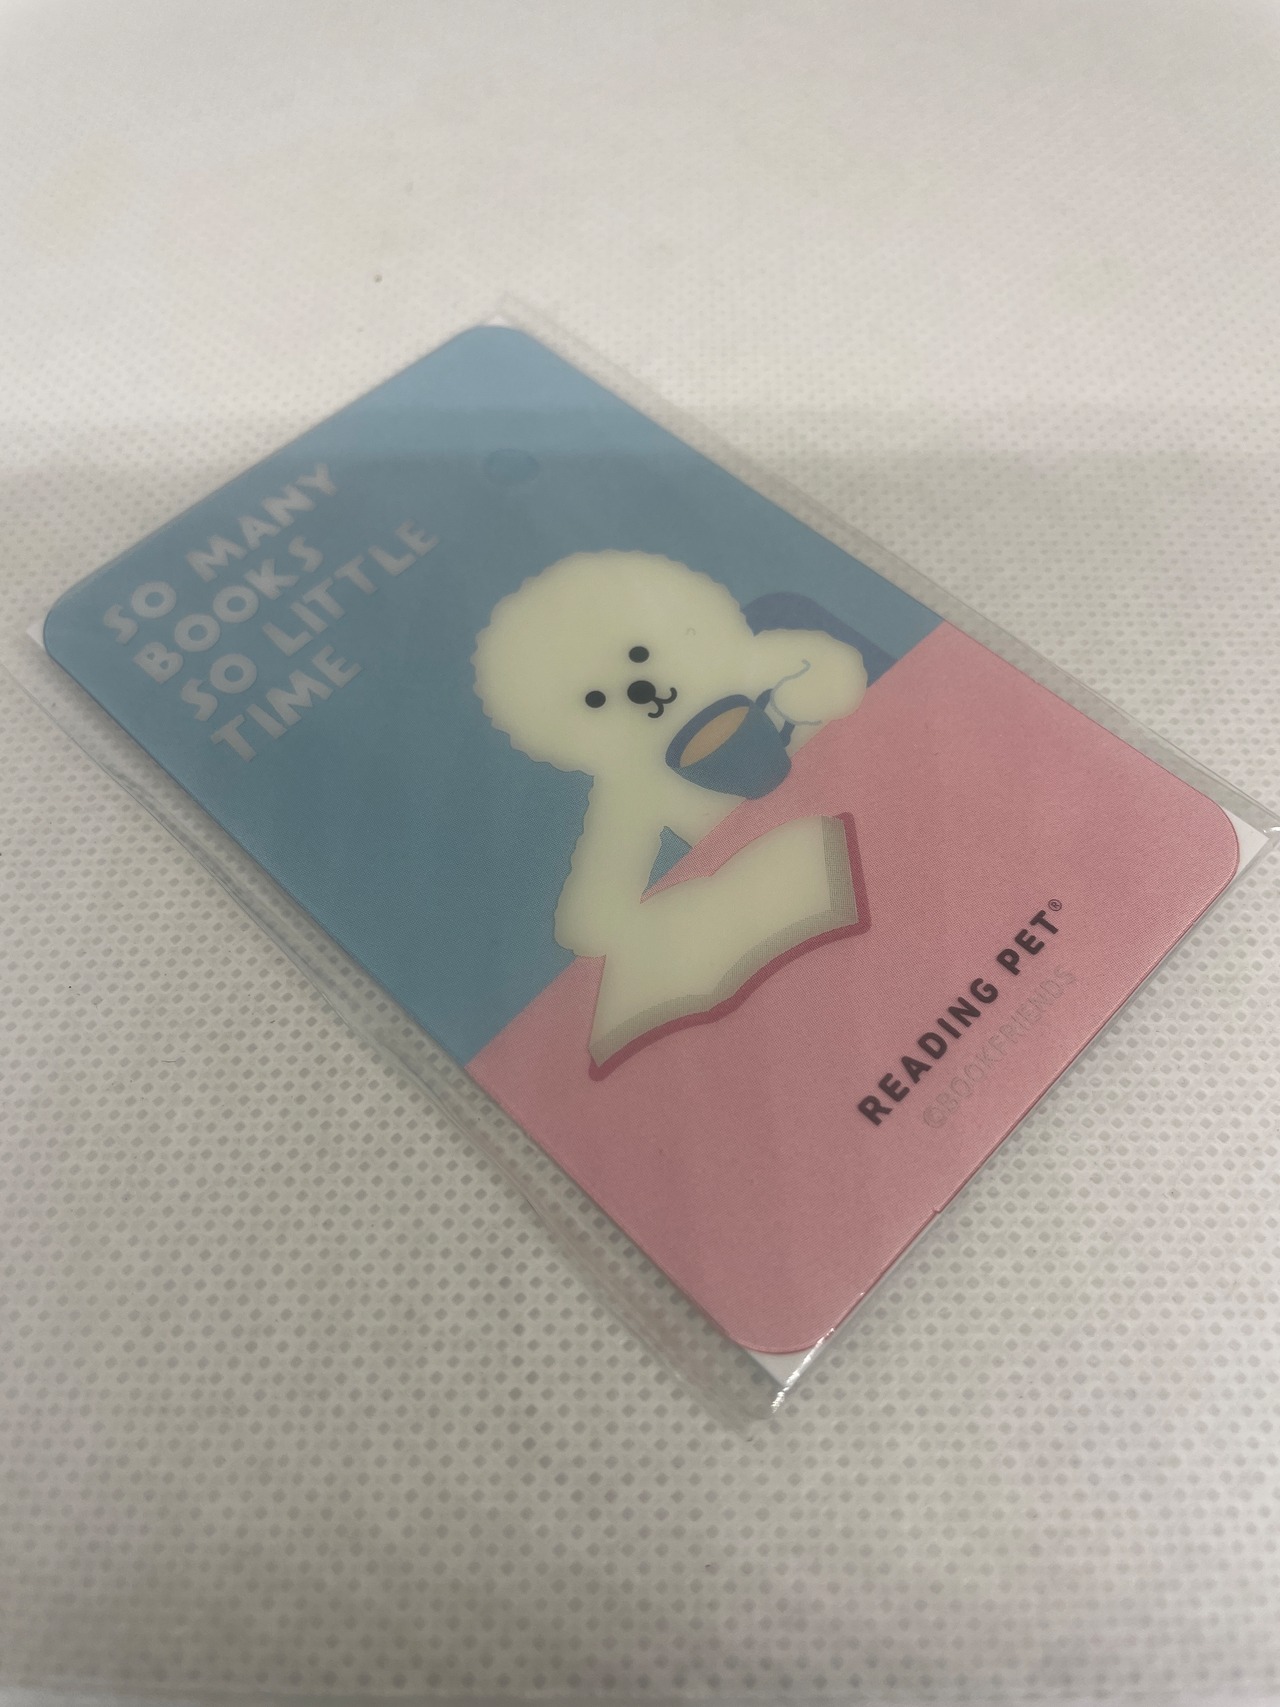 SO MANY
BOOKS
SO LITTLE
TIME
READING PET®
©BOOKFRIENDS